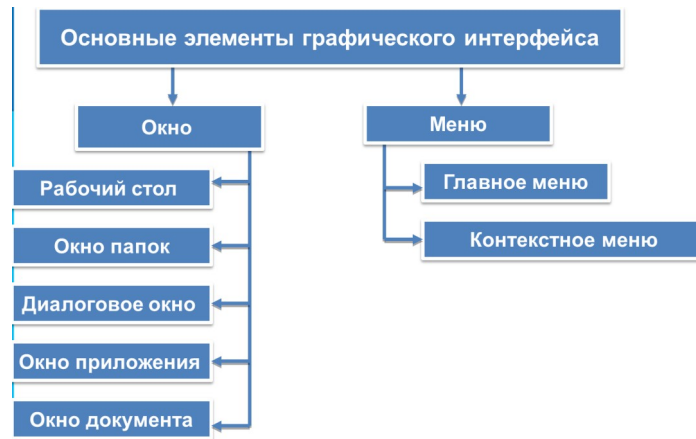 Основные элементы графического интерфейса
Окно
Меню
Рабочий стол
Главное меню
Окно папок
Контекстное меню
Диалоговое окно
Окно приложения
Окно документа